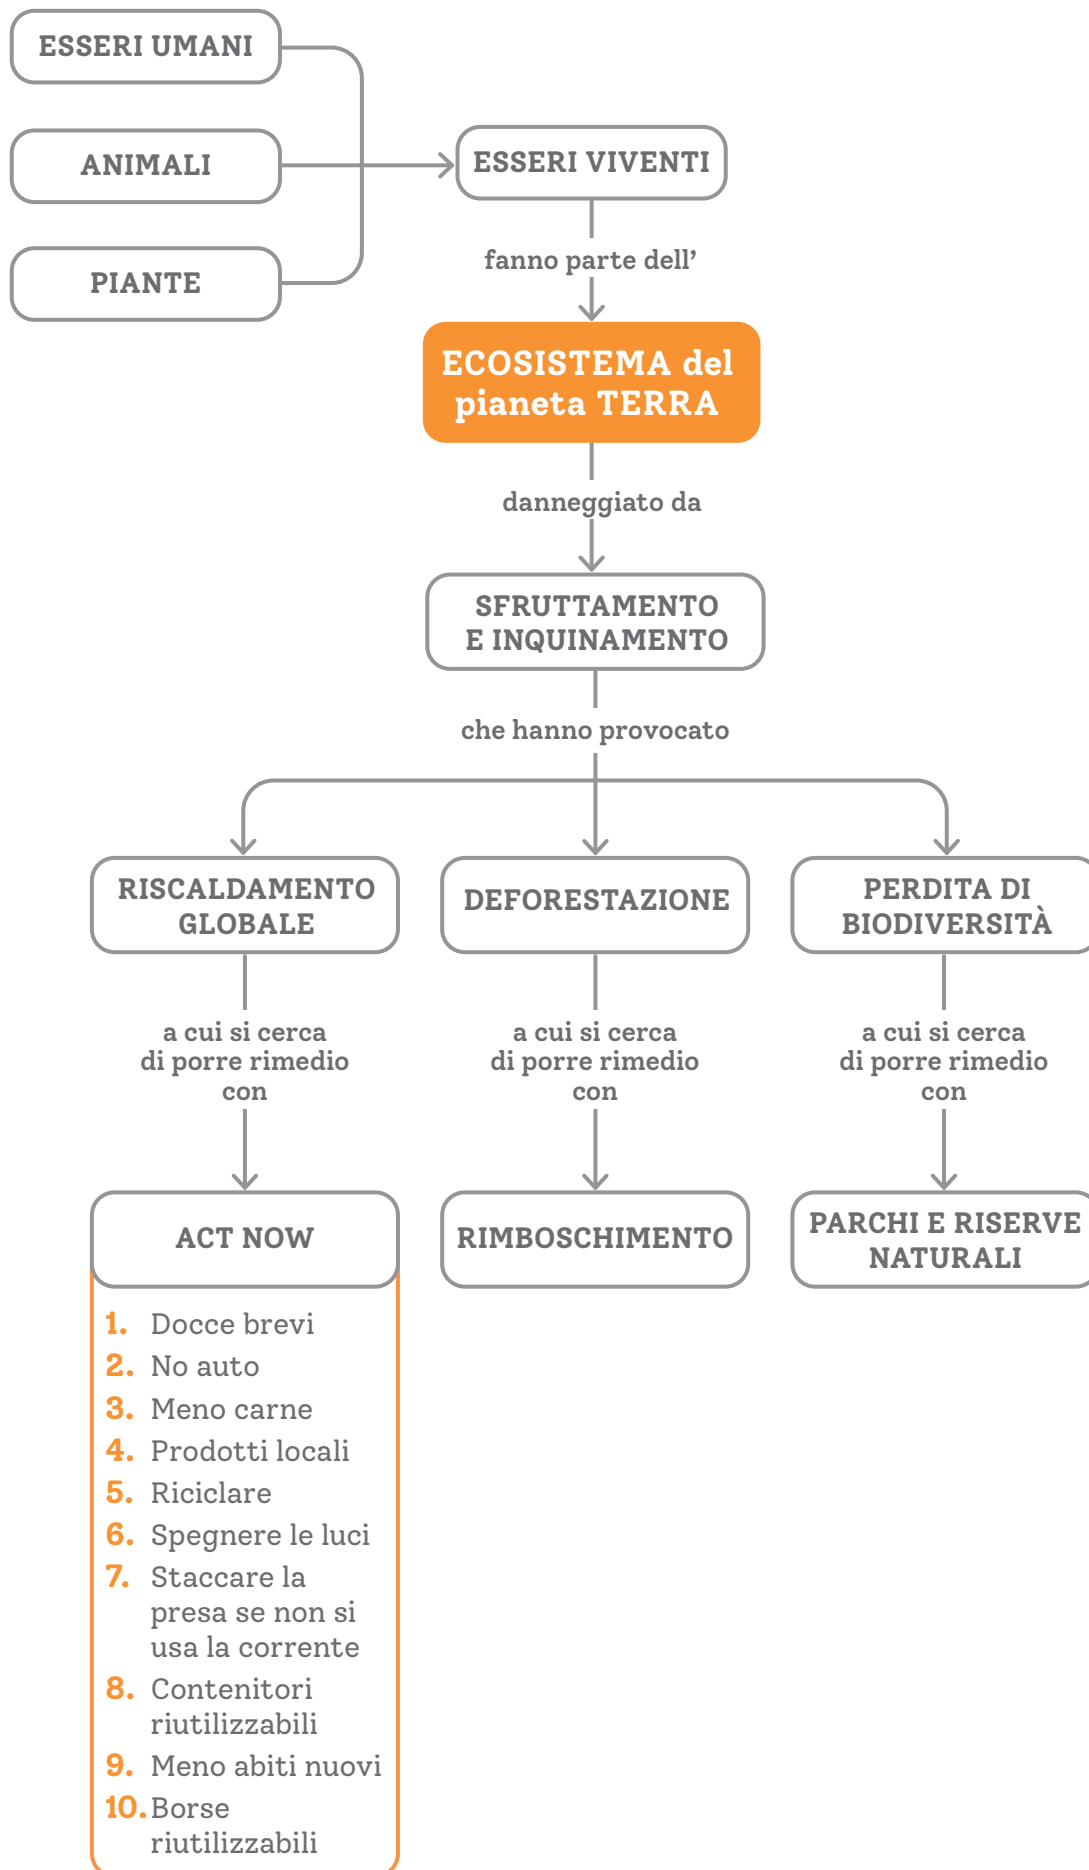 ESSERI UMANI
ANIMALI
PIANTE
ESSERI VIVENTI
fanno parte dell’
ECOSISTEMA del
pianeta TERRA
danneggiato da
SFRUTTAMENTO
E INQUINAMENTO
che hanno provocato
RISCALDAMENTO
GLOBALE
DEFORESTAZIONE
PERDITA DI
BIODIVERSITÀ
a cui si cerca
di porre rimedio
con
a cui si cerca
di porre rimedio
con
a cui si cerca
di porre rimedio
con
ACT NOW
RIMBOSCHIMENTO
PARCHI E RISERVE
NATURALI
1. Docce brevi
2. No auto
3. Meno carne
4. Prodotti locali
5. Riciclare
6. Spegnere le luci
7. Staccare la
presa se non si
usa la corrente
8. Contenitori
riutilizzabili
9. Meno abiti nuovi
10. Borse
riutilizzabili